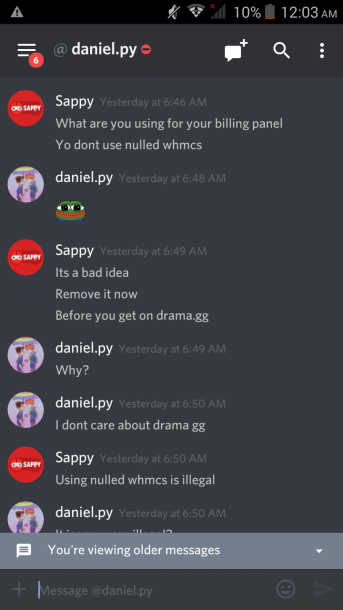 10% 12:03 AM
@ daniel.py
6
Sappy Yesterday at 6:46 AM
What are you using for your billing panel
Yo dont use nulled whmcs
daniel.py Yesterday at 6:48 AM
Sappy Yesterday at 6:49 AM
Its a bad idea
Remove it now
Before you get on drama.gg
daniel.py Yesterday at 6:49 AM
Why?
daniel.py Yesterday at 6:50 AM
I dont care about drama gg
Sappy Yesterday at 6:50 AM
Using nulled whmcs is illegal
daniel.py Yesterday at 6:50 AM
You're viewing older messages
Message @daniel.py